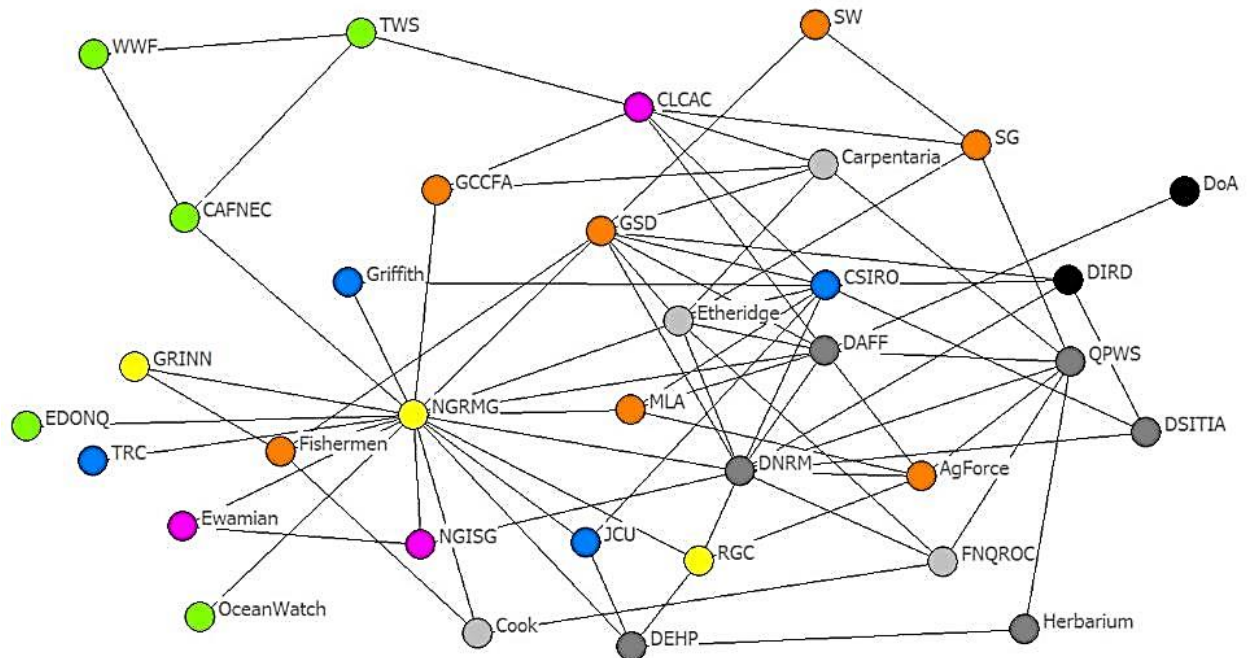 SW
TWS
WWF
CLCAC
SG
Carpentaria
GCCFA
DoA
CAFNEC
GSD
Griffith
CSIRO
DIRD
Etheridge
DAFF
QPWS
GRINN
MLA
NGRMG
EDONQ
DSITIA
Fishermen
TRC
DNRM
AgForce
Ewamian
NGISG
JCU
RGC
FNQROC
OceanWatch
Cook
Herbarium
DEHP